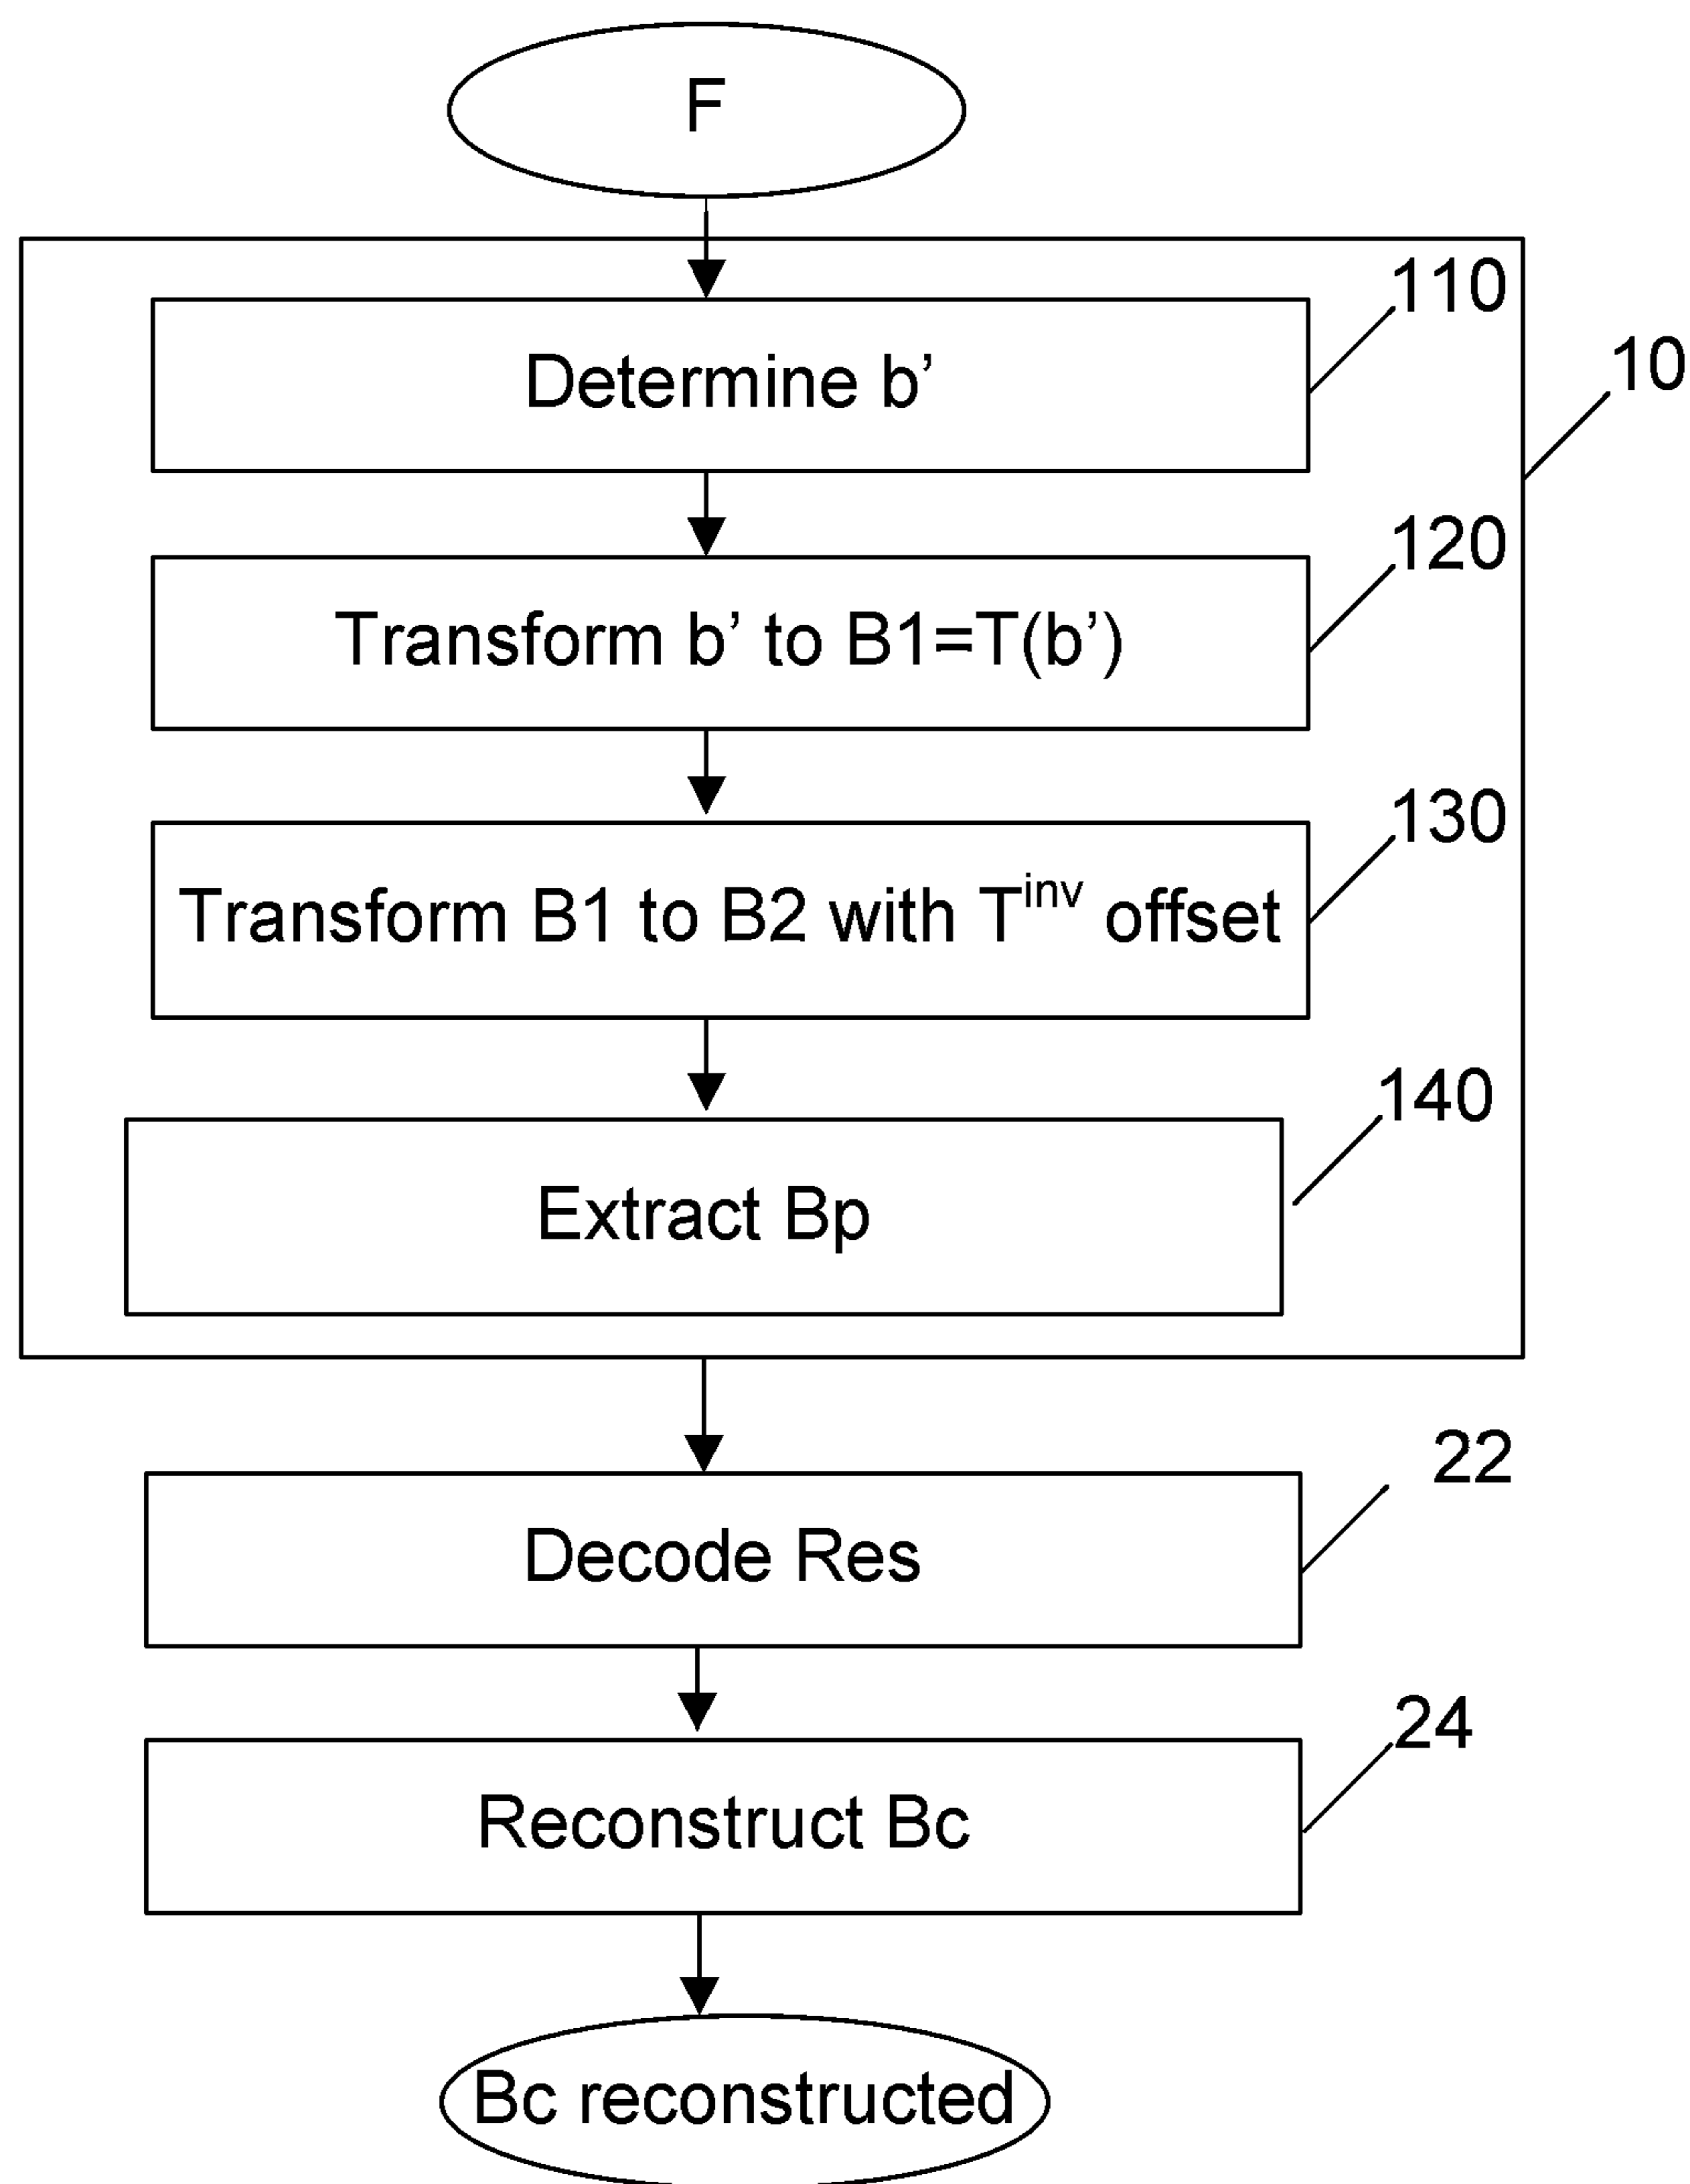 F
110
Determine b’
10
120
Transform b’ to B1=T(b’)
130
Transform B1 to B2 with T^inv offset
140
Extract Bp
22
Decode Res
24
Reconstruct Bc
Bc reconstructed